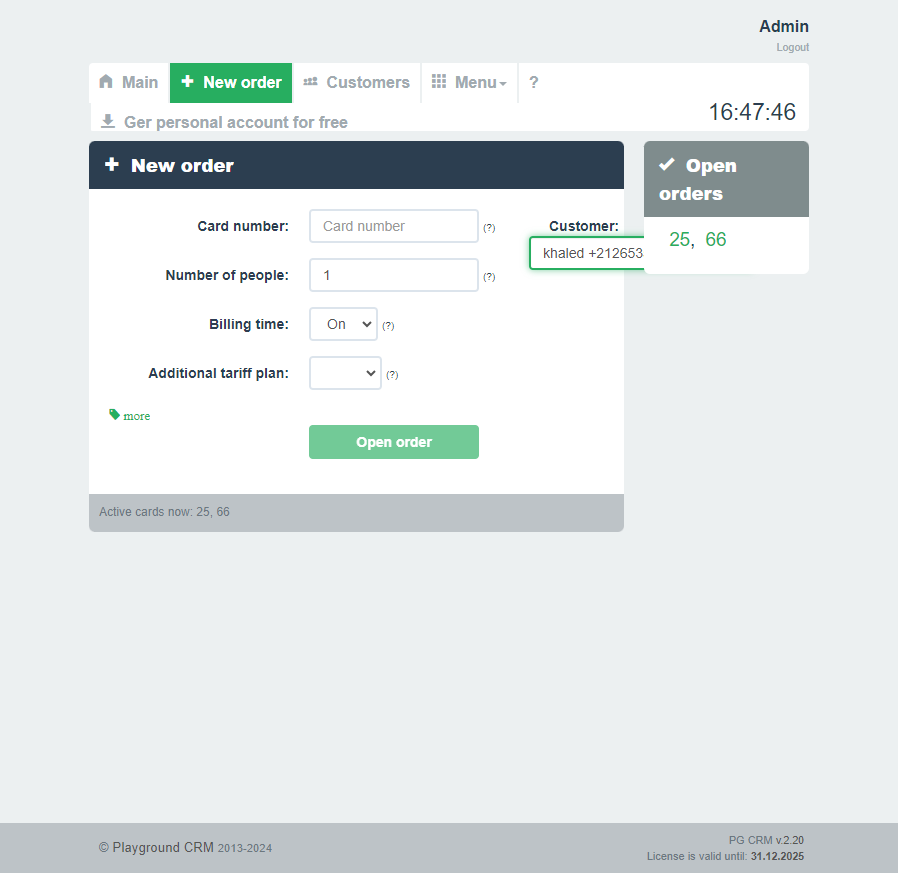 Admin
Logout
Main
New order
Customers
Menu
?
Ger personal account for free
16:47:46
New order
Card number:
Card number
(?)
Customer:
khaled +212653
Number of people:
1
(?)
Billing time:
On
(?)
Additional tariff plan:
(?)
more
Open order
Active cards now: 25, 66
Open
orders
25, 66
© Playground CRM 2013-2024
PG CRM v.2.20
License is valid until: 31.12.2025